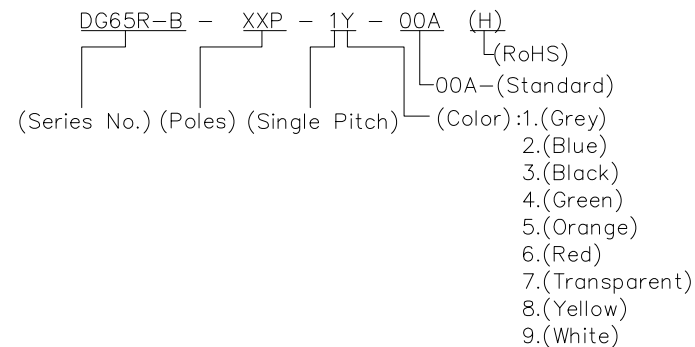 DG65R-B - XXP - 1Y - 00A (H)
(RoHS)
00A-(Standard)
(Series No.) (Poles) (Single Pitch) (Color) :1.(Grey)
2.(Blue)
3.(Black)
4.(Green)
5.(Orange)
6.(Red)
7.(Transparent)
8.(Yellow)
9.(White)